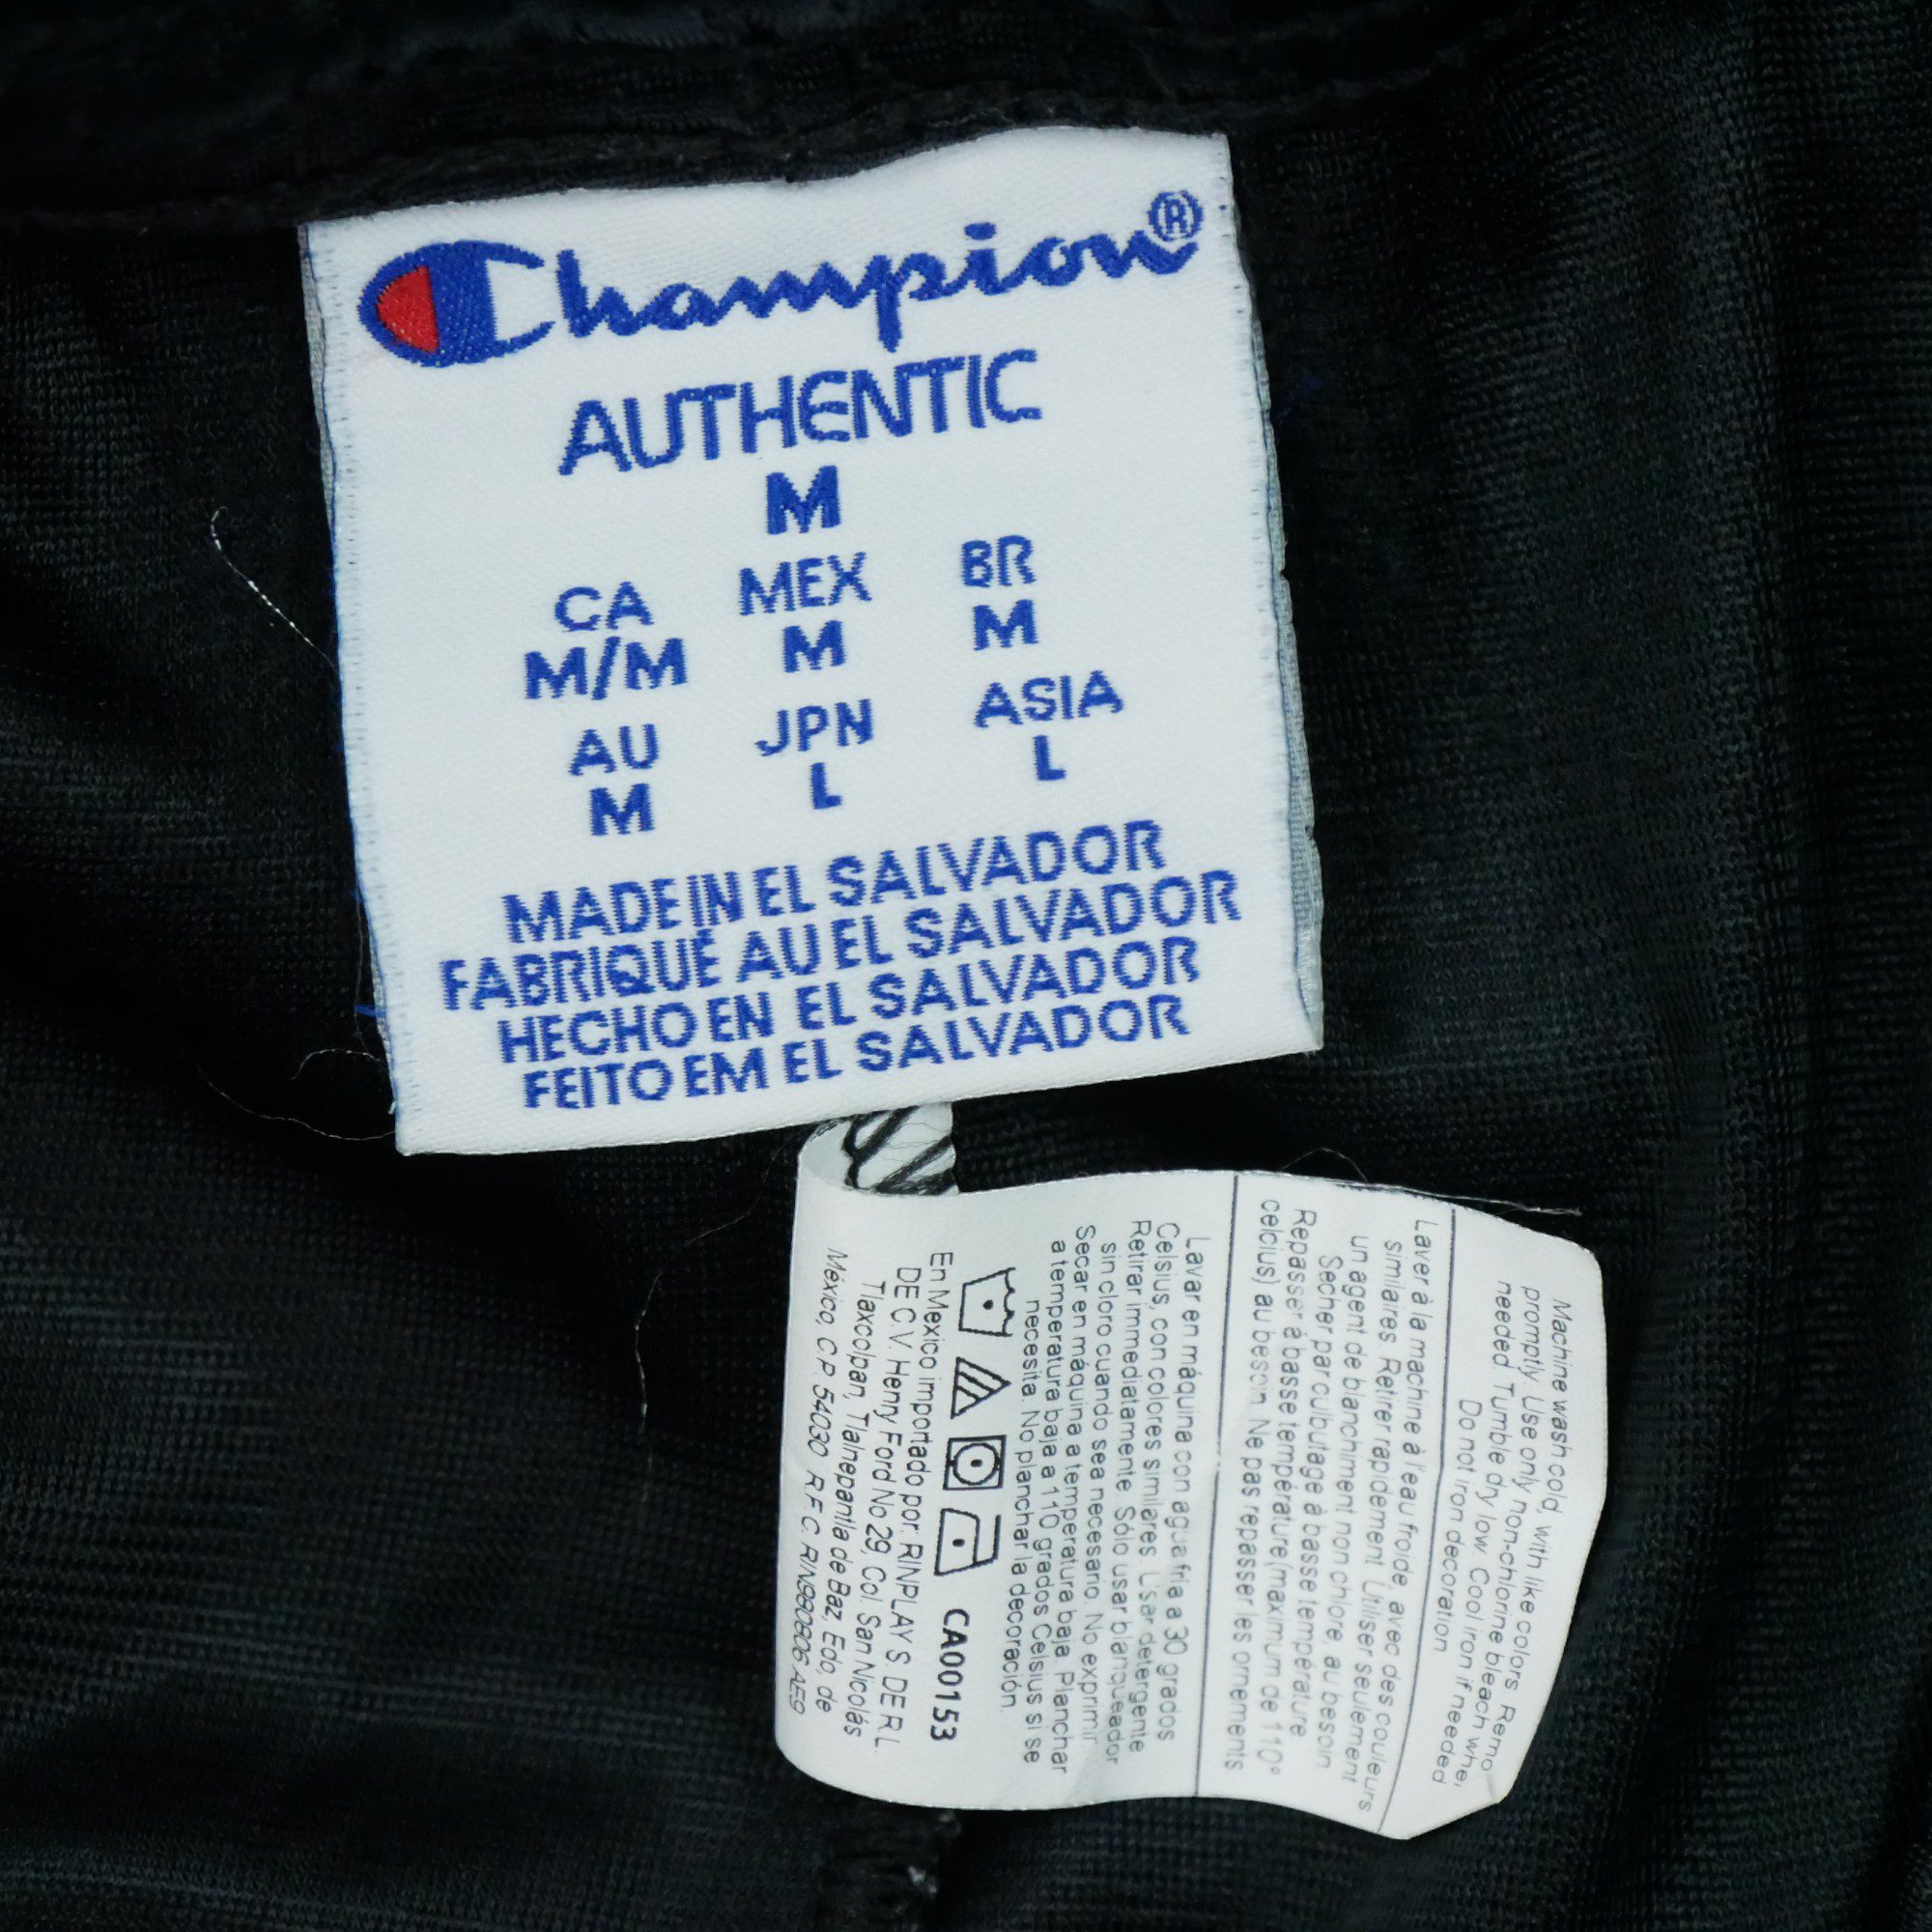 Champion®
AUTHENTIC
M
CA MEX BR
M/M M M
AU JPN ASIA
M L L
MADE IN EL SALVADOR
FABRIQUÉ AU EL SALVADOR
HECHO EN EL SALVADOR
FEITO EM EL SALVADOR
Machine wash cold, with like colors. Remo
promptly Use only non-chlorine bleach whe
needed Tumble dry low Cool iron if needed
Do not iron decoration
Laver à la machine à l'eau froide, avec des couleurs
similaires Retirer rapidement Utiliser seulement
un agent de blanchiment non chlore, au besoin
Sécher par culbutage à basse température
Repasser à basse température (maximum de 110°
celcius) au besoin Ne pas repasser les ornements
Lavar en máquina con agua fría a 30 grados
Celsius, con colores similares Usar detergente
Retirar immediatamente Sólo usar blanqueador
sin cloro cuando sea necesario. No exprimir.
Secar en máquina a temperatura baja. Planchar
a temperatura baja a 110 grados Celsius si se
necesita. No planchar la decoración.
CA00153
En Mexico importado por: RINPLAY S. DE R.L.
DE C.V. Henry Ford No 29, Col. San Nicolás
Tlaxcolpan, Tlalnepantla de Baz, Edo, de
México, C.P. 54030 R.F.C. RIN980806AE9